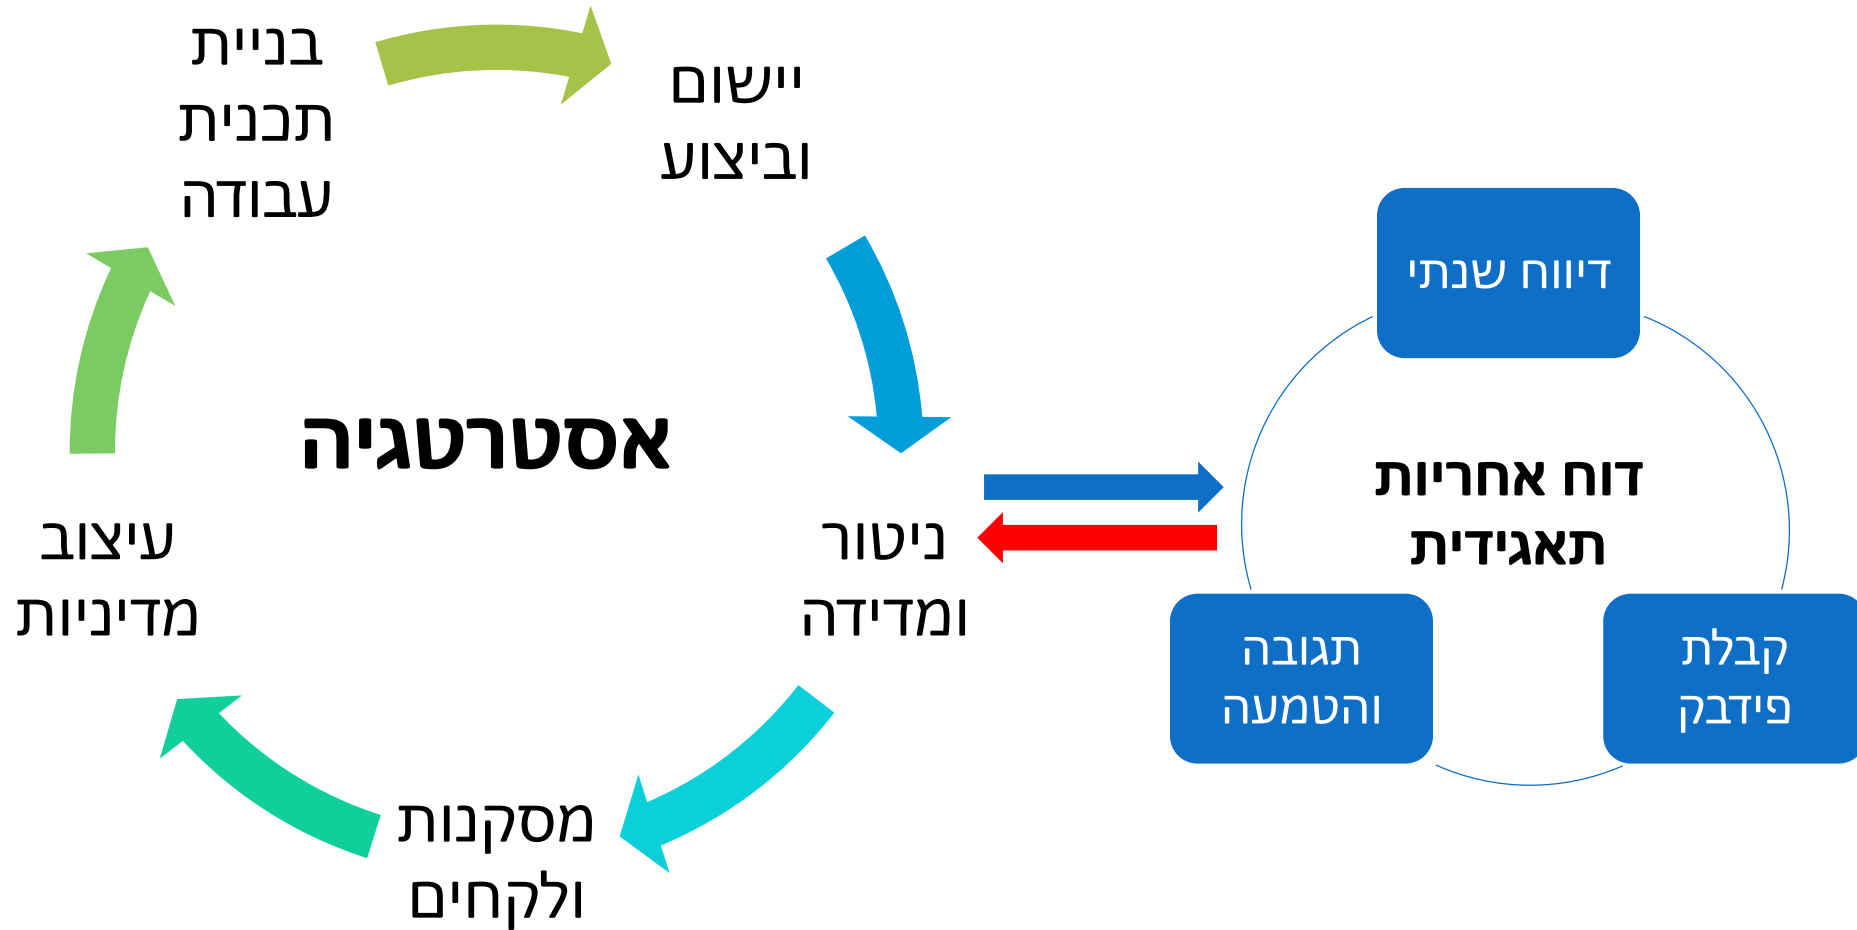 בניית
תכנית
עבודה
יישום
וביצוע
אסטרטגיה
ניטור
ומדידה
מסקנות
ולקחים
עיצוב
מדיניות
דיווח שנתי
דוח אחריות
תאגידית
קבלת
פידבק
תגובה
והטמעה